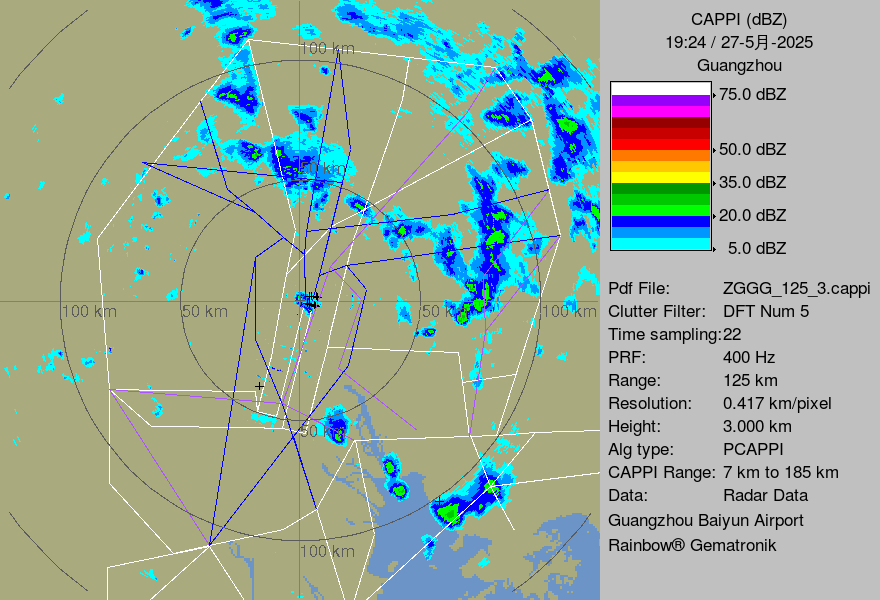 CAPPI (dBZ)
19:24 / 27-5月-2025
Guangzhou
75.0 dBZ
50.0 dBZ
35.0 dBZ
20.0 dBZ
5.0 dBZ
Pdf File: ZGGG_125_3.cappi
Clutter Filter: DFT Num 5
Time sampling:22
PRF: 400 Hz
Range: 125 km
Resolution: 0.417 km/pixel
Height: 3.000 km
Alg type: PCAPPI
CAPPI Range: 7 km to 185 km
Data: Radar Data
Guangzhou Baiyun Airport
Rainbow® Gematronik
100 km
50 km
100 km
50 km
50 km
100 km
50 km
100 km